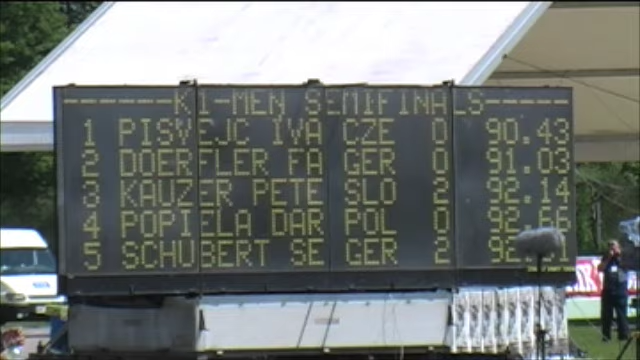 ------K1-MEN SEMIFINALS-----
1 PISVEJC IVA CZE 0 90.43
2 DOERFLER FA GER 0 91.03
3 KAUZER PETE SLO 2 92.14
4 POPIELA DAR POL 0 92.66
5 SCHUBERT SE GER 2